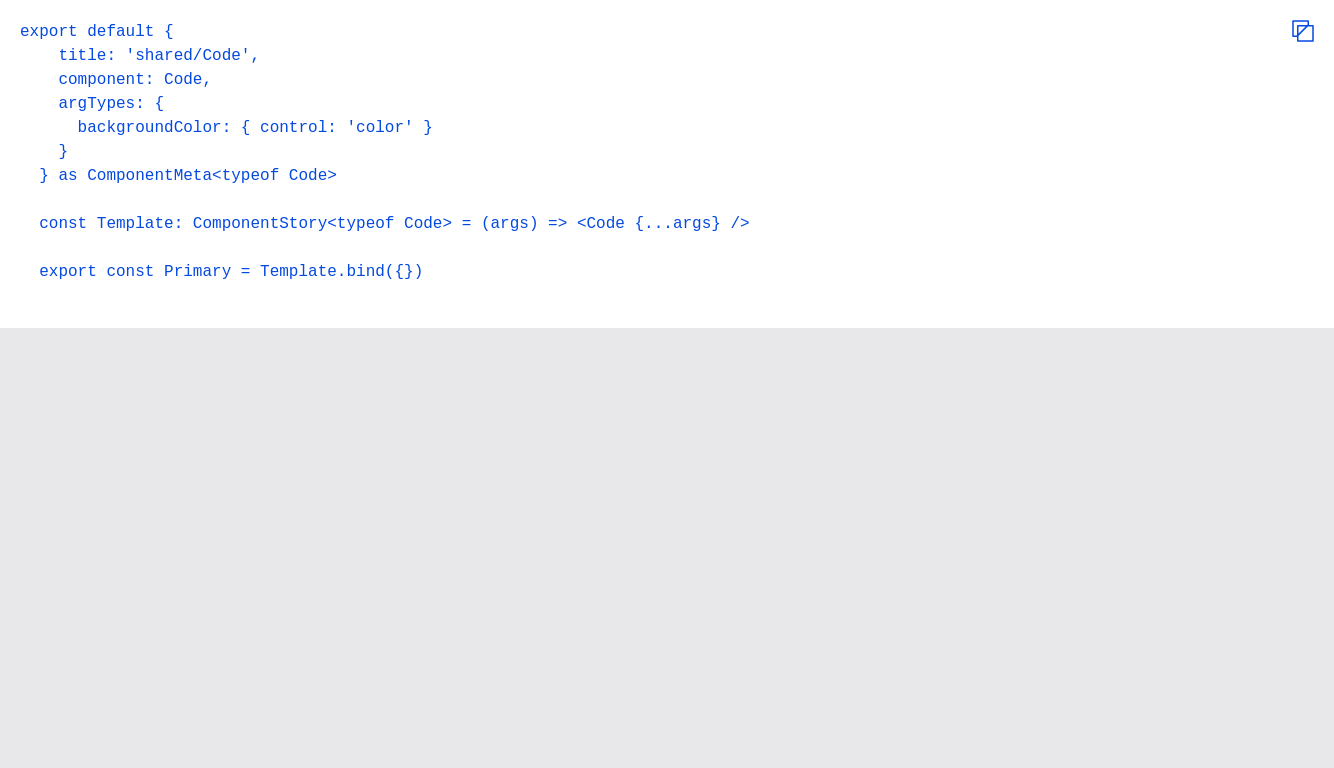 export default {
    title: 'shared/Code',
    component: Code,
    argTypes: {
      backgroundColor: { control: 'color' }
    }
  } as ComponentMeta<typeof Code>

  const Template: ComponentStory<typeof Code> = (args) => <Code {...args} />

  export const Primary = Template.bind({})